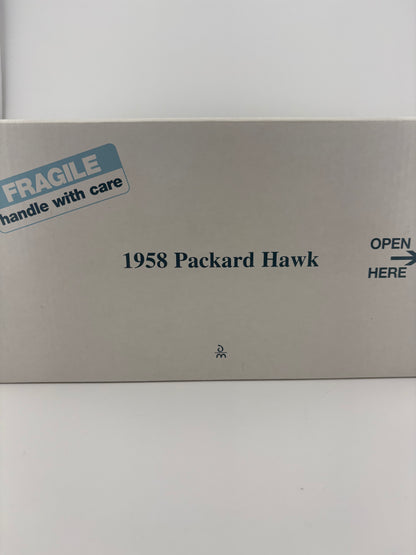 FRAGILE
handle with care
1958 Packard Hawk
OPEN
HERE